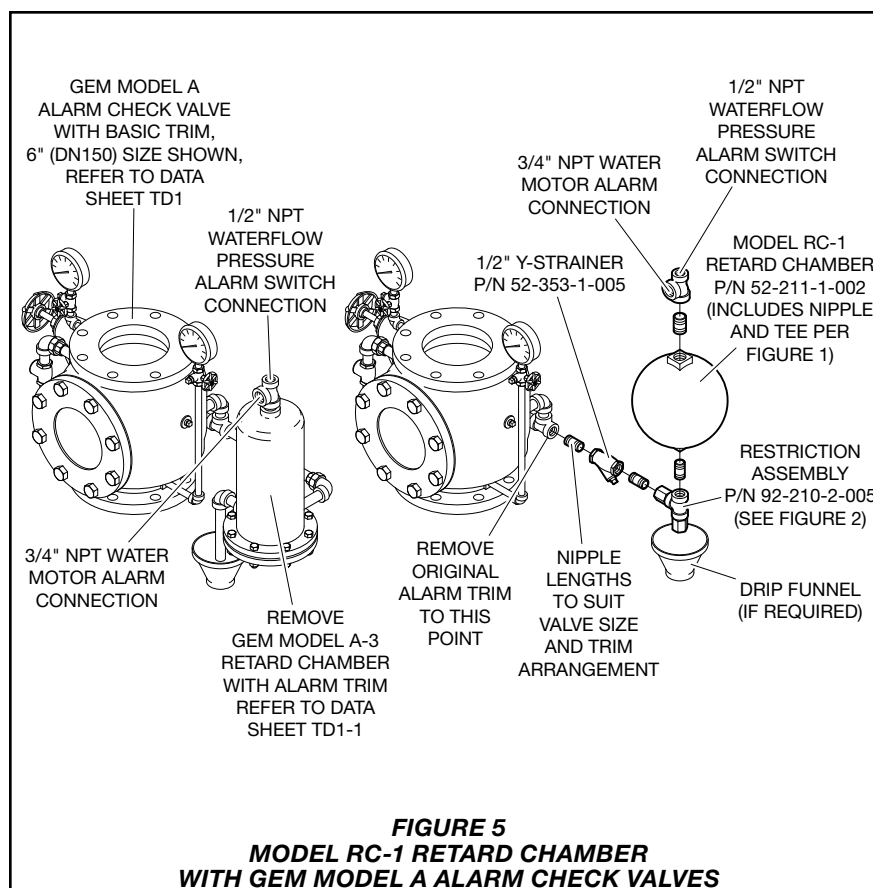 GEM MODEL A
ALARM CHECK VALVE
WITH BASIC TRIM,
6" (DN150) SIZE SHOWN,
REFER TO DATA
SHEET TD1
1/2" NPT
WATERFLOW
PRESSURE
ALARM SWITCH
CONNECTION
3/4" NPT WATER
MOTOR ALARM
CONNECTION
REMOVE
GEM MODEL A-3
RETARD CHAMBER
WITH ALARM TRIM
REFER TO DATA
SHEET TD1-1
1/2" NPT
WATERFLOW
PRESSURE
ALARM SWITCH
CONNECTION
3/4" NPT WATER
MOTOR ALARM
CONNECTION
1/2" Y-STRAINER
P/N 52-353-1-005
MODEL RC-1
RETARD CHAMBER
P/N 52-211-1-002
(INCLUDES NIPPLE
AND TEE PER
FIGURE 1)
RESTRICTION
ASSEMBLY
P/N 92-210-2-005
(SEE FIGURE 2)
REMOVE
ORIGINAL
ALARM TRIM
TO THIS
POINT
NIPPLE
LENGTHS
TO SUIT
VALVE SIZE
AND TRIM
ARRANGEMENT
DRIP FUNNEL
(IF REQUIRED)
FIGURE 5
MODEL RC-1 RETARD CHAMBER
WITH GEM MODEL A ALARM CHECK VALVES